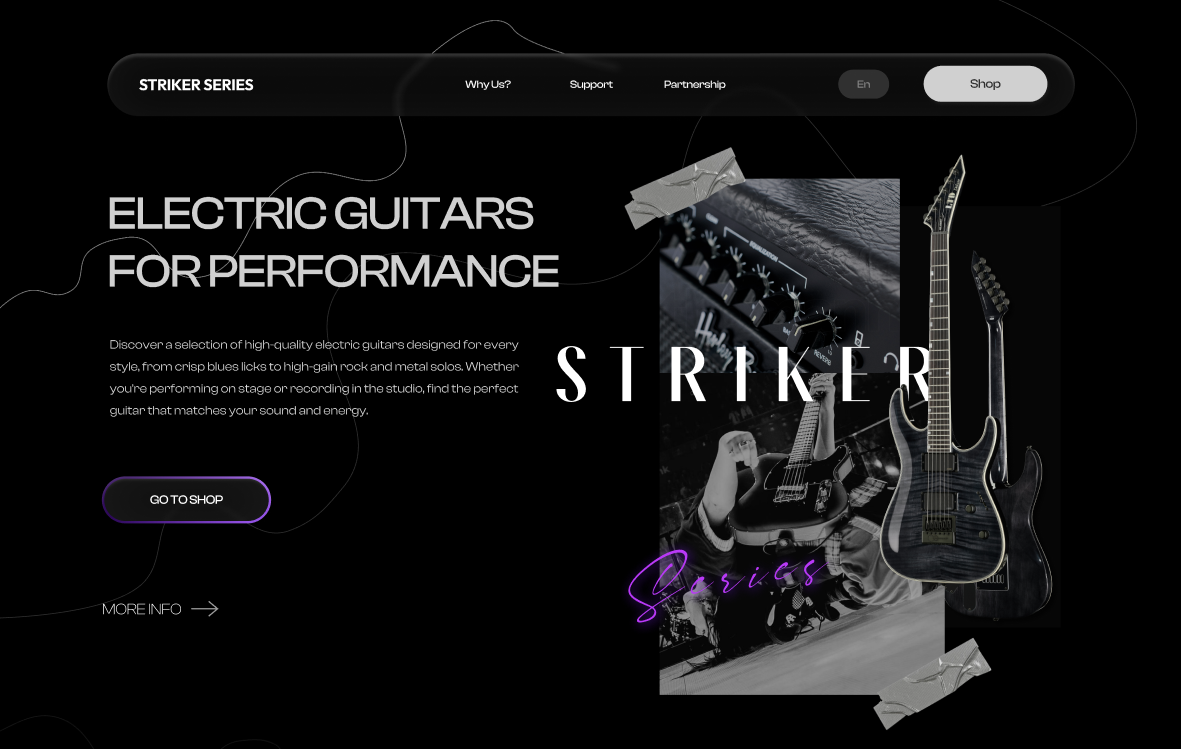 STRIKER SERIES
Why Us?
Support
Partnership
En
Shop
ELECTRIC GUITARS
FOR PERFORMANCE
Discover a selection of high-quality electric guitars designed for every
style, from crisp blues licks to high-gain rock and metal solos. Whether
you're performing on stage or recording in the studio, find the perfect
guitar that matches your sound and energy.
GO TO SHOP
MORE INFO
EQUALIZATION
REVERB
STRIKER
Series
LTD